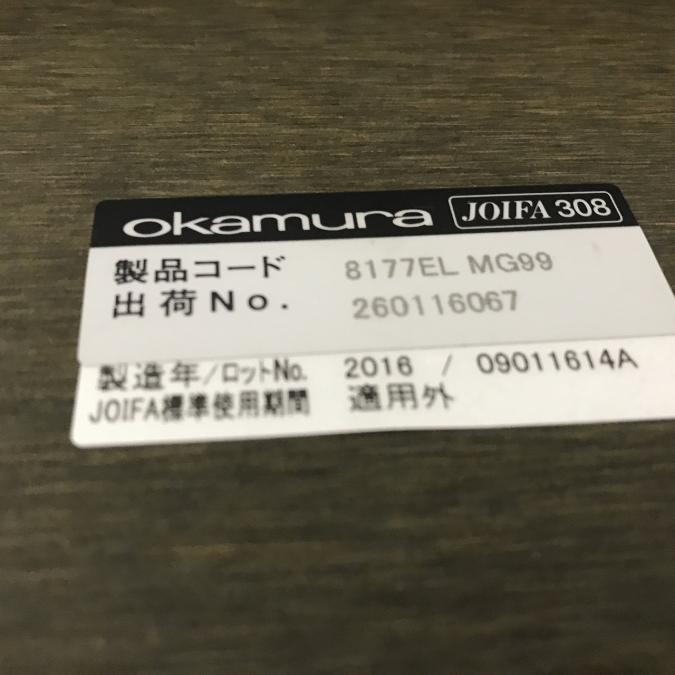 okamura JOIFA 308
製品コード 8177EL MG99
出荷No. 260116067
製造年/ロットNo. 2016 / 09011614A
JOIFA標準使用期間 適用外